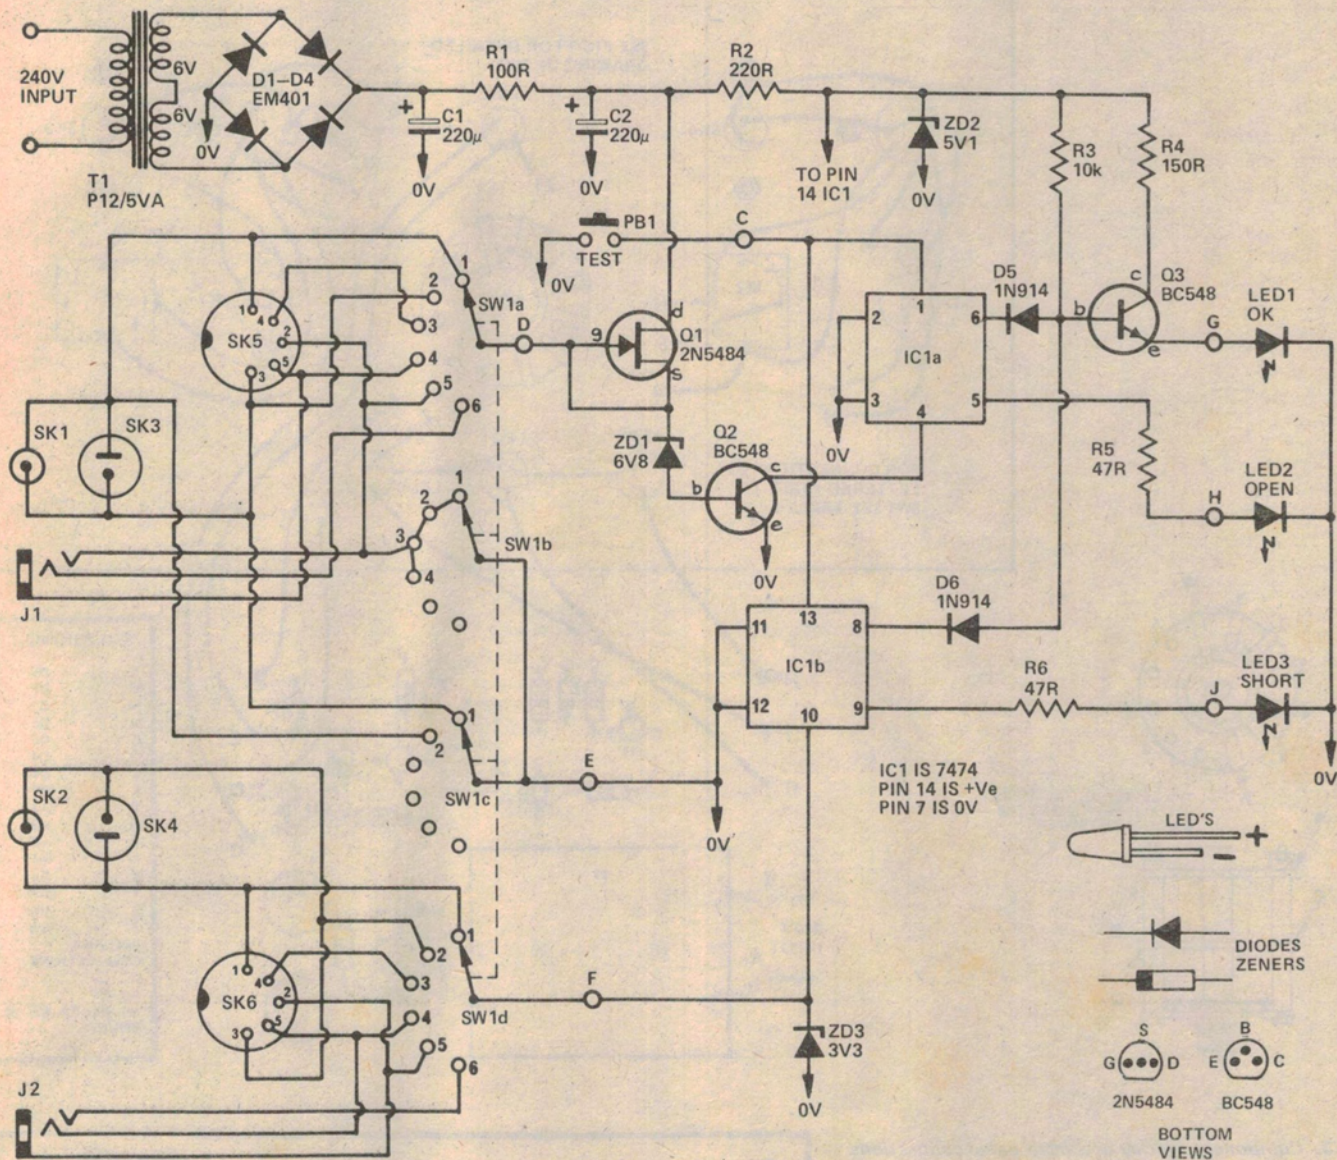 240V
INPUT
6V
6V
T1
P12/5VA
D1–D4
EM401
0V
+
C1
220µ
0V
R1
100R
+
C2
220µ
0V
R2
220R
TO PIN
14 IC1
ZD2
5V1
0V
R3
10k
R4
150R
PB1
TEST
0V
C
1
4
2
5
3
SK5
1
2
3
4
5
6
SW1a
D
g
d
s
Q1
2N5484
ZD1
6V8
Q2
BC548
b
c
e
0V
2
3
1
6
5
4
IC1a
0V
D5
1N914
b
c
e
Q3
BC548
G
LED1
OK
R5
47R
H
LED2
OPEN
SK1
SK3
J1
1
2
3
4
SW1b
1
2
SW1c
E
0V
11
12
13
8
9
10
IC1b
D6
1N914
R6
47R
J
LED3
SHORT
0V
IC1 IS 7474
PIN 14 IS +Ve
PIN 7 IS 0V
SK2
SK4
1
4
2
5
3
SK6
J2
1
2
3
4
5
6
SW1d
F
ZD3
3V3
0V
LED'S
+
–
DIODES
ZENERS
S
G
D
2N5484
B
E
C
BC548
BOTTOM
VIEWS